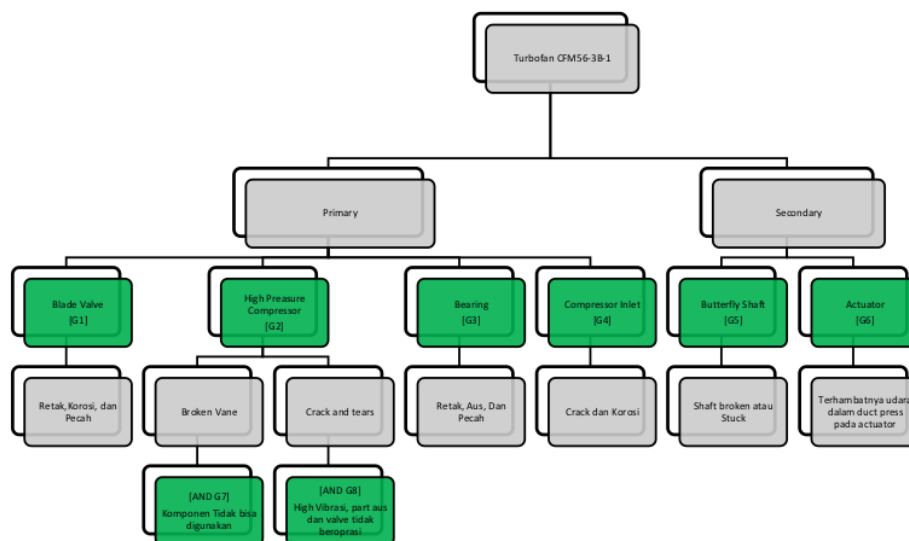 Turbofan CFM56-3B-1
Primary
Secondary
Blade Valve
[G1]
High Preasure
Compressor
[G2]
Bearing
[G3]
Compressor Inlet
[G4]
Butterfly Shaft
[G5]
Actuator
[G6]
Retak,Korosi, dan
Pecah
Broken Vane
Crack and tears
Retak, Aus, Dan
Pecah
Crack dan Korosi
Shaft broken atau
Stuck
Terhambatnya udara
dalam duct press
pada actuator
[AND G7]
Komponen Tidak bisa
digunakan
[AND G8]
High Vibrasi, part aus
dan valve tidak
beroprasi